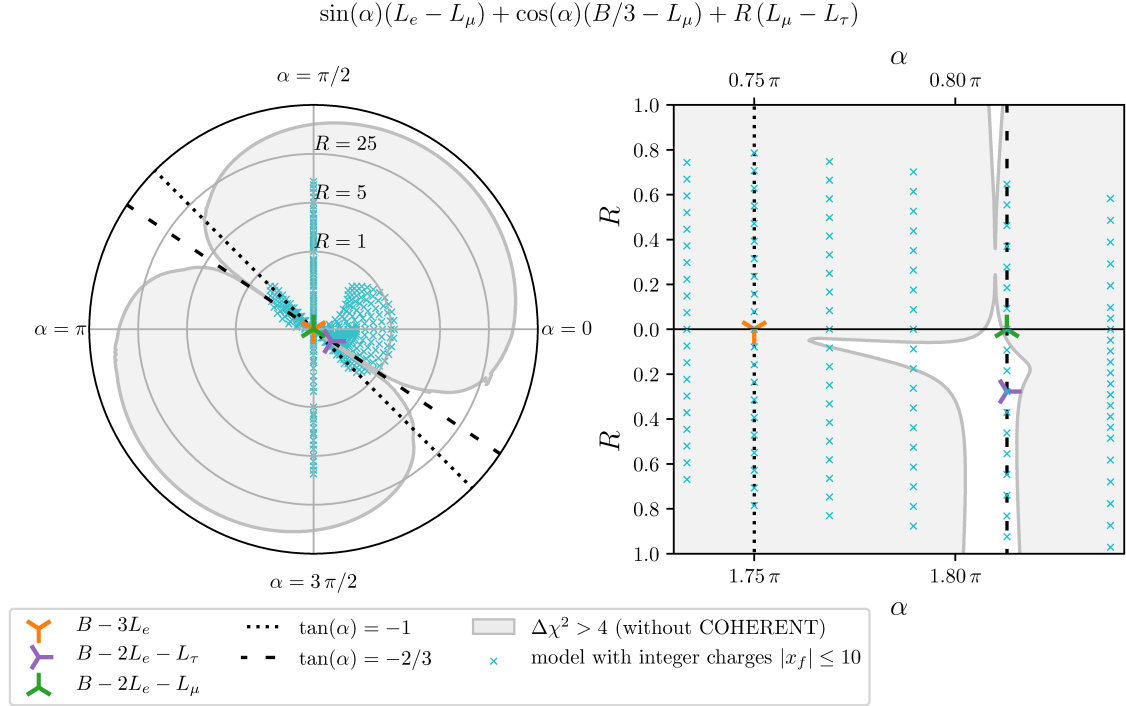 sin(α)(L_e − L_μ) + cos(α)(B/3 − L_μ) + R (L_μ − L_τ)
α = π/2
R = 25
R = 5
R = 1
α = π
α = 0
α = 3 π/2
α
0.75 π 0.80 π
1.0
0.8
0.6
0.4
0.2
0.0
0.2
0.4
0.6
0.8
1.0
R
R
1.75 π 1.80 π
α
B − 3L_e
B − 2L_e − L_τ
B − 2L_e − L_μ
tan(α) = −1
tan(α) = −2/3
Δχ² > 4 (without COHERENT)
model with integer charges |x_f| ≤ 10